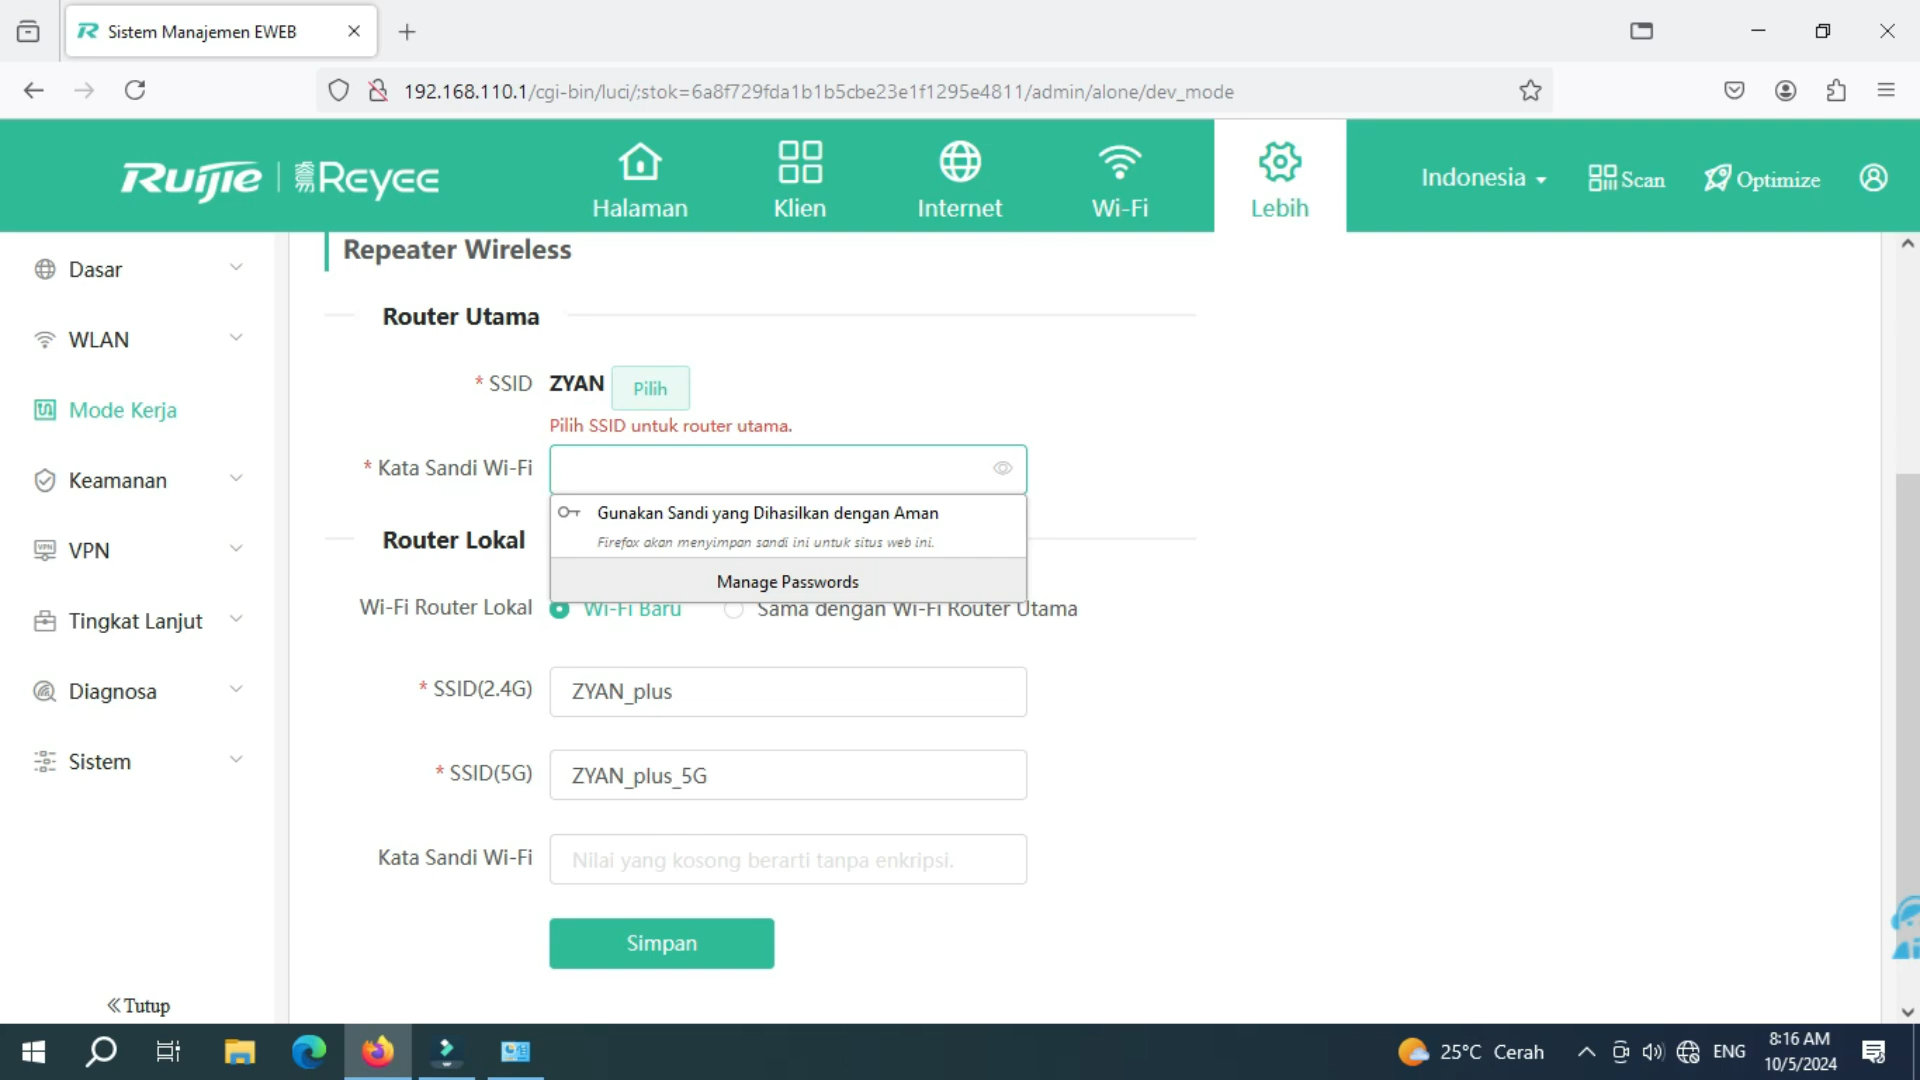 Sistem Manajemen EWEB
192.168.110.1/cgi-bin/luci/;stok=6a8f729fda1b1b5cbe23e1f1295e4811/admin/alone/dev_mode
Ruijie | Reyee
Halaman
Klien
Internet
Wi-Fi
Lebih
Indonesia
Scan
Optimize
Dasar
WLAN
Mode Kerja
Keamanan
VPN
Tingkat Lanjut
Diagnosa
Sistem
«Tutup
Repeater Wireless
Router Utama
* SSID ZYAN Pilih
Pilih SSID untuk router utama.
* Kata Sandi Wi-Fi
Gunakan Sandi yang Dihasilkan dengan Aman
Firefox akan menyimpan sandi ini untuk situs web ini.
Manage Passwords
Router Lokal
Wi-Fi Router Lokal Wi-Fi Baru Sama dengan Wi-Fi Router Utama
* SSID(2.4G) ZYAN_plus
* SSID(5G) ZYAN_plus_5G
Kata Sandi Wi-Fi Nilai yang kosong berarti tanpa enkripsi.
Simpan
25°C Cerah
ENG
8:16 AM
10/5/2024